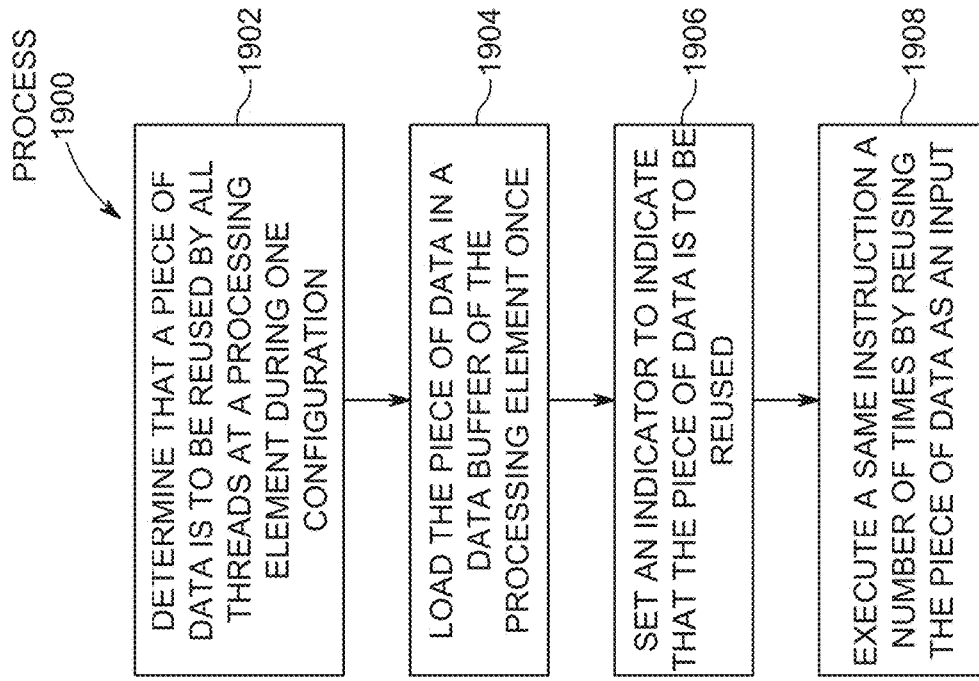 PROCESS
1900
DETERMINE THAT A PIECE OF
DATA IS TO BE REUSED BY ALL
THREADS AT A PROCESSING
ELEMENT DURING ONE
CONFIGURATION
1902
LOAD THE PIECE OF DATA IN A
DATA BUFFER OF THE
PROCESSING ELEMENT ONCE
1904
SET AN INDICATOR TO INDICATE
THAT THE PIECE OF DATA IS TO BE
REUSED
1906
EXECUTE A SAME INSTRUCTION A
NUMBER OF TIMES BY REUSING
THE PIECE OF DATA AS AN INPUT
1908